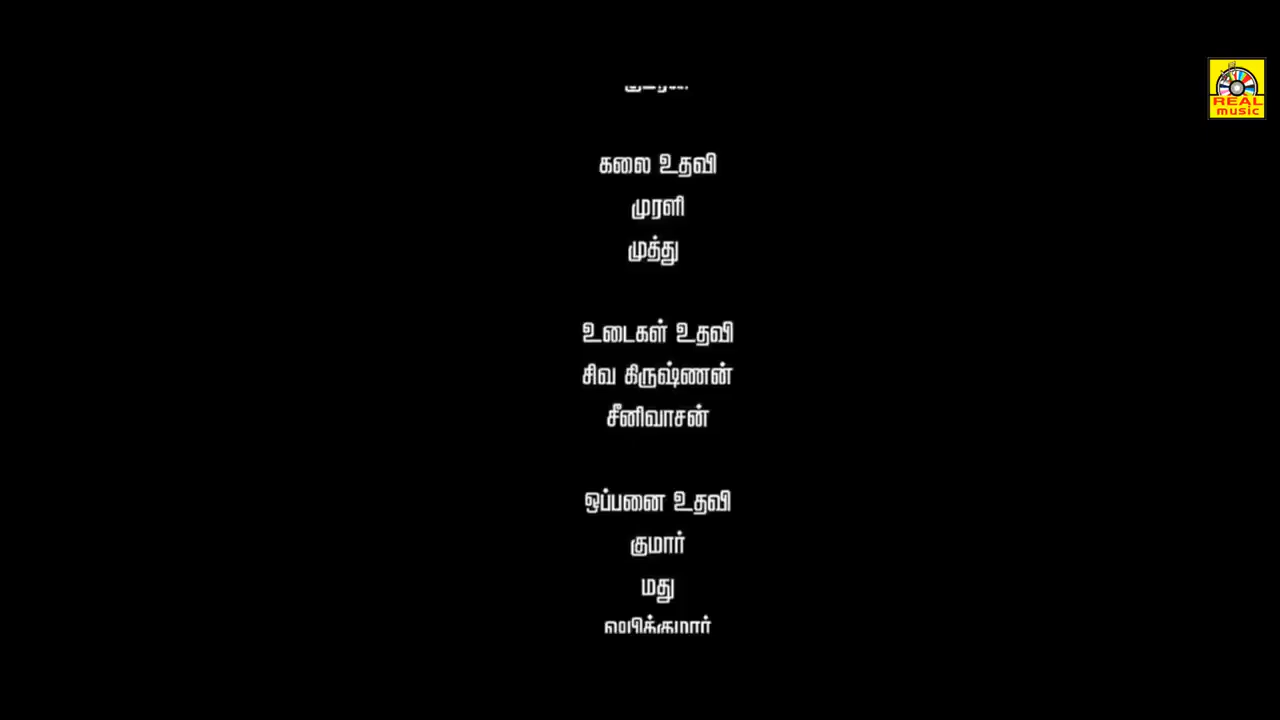 கலை உதவி
முரளி
முத்து
உடைகள் உதவி
சிவ கிருஷ்ணன்
சீனிவாசன்
ஒப்பனை உதவி
குமார்
மது
REAL
music